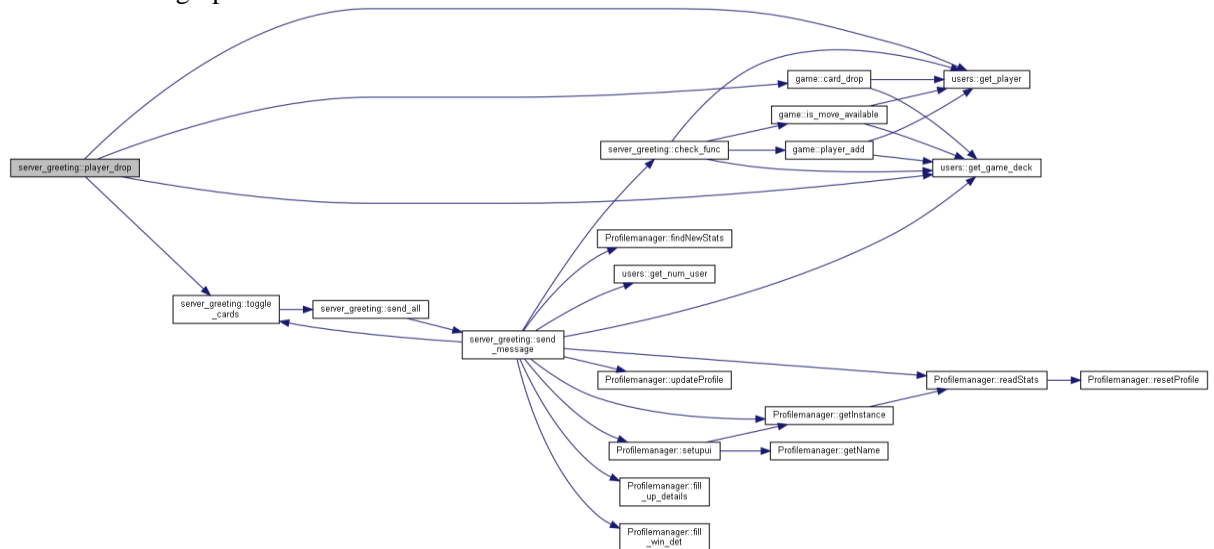 game::card_drop
users::get_player
game::is_move_available
server_greeting::check_func
game::player_add
server_greeting::player_drop
users::get_game_deck
Profilemanager::findNewStats
users::get_num_user
server_greeting::toggle
_cards
server_greeting::send_all
server_greeting::send
_message
Profilemanager::updateProfile
Profilemanager::readStats
Profilemanager::resetProfile
Profilemanager::getInstance
Profilemanager::setupui
Profilemanager::getName
Profilemanager::fill
_up_details
Profilemanager::fill
_win_det